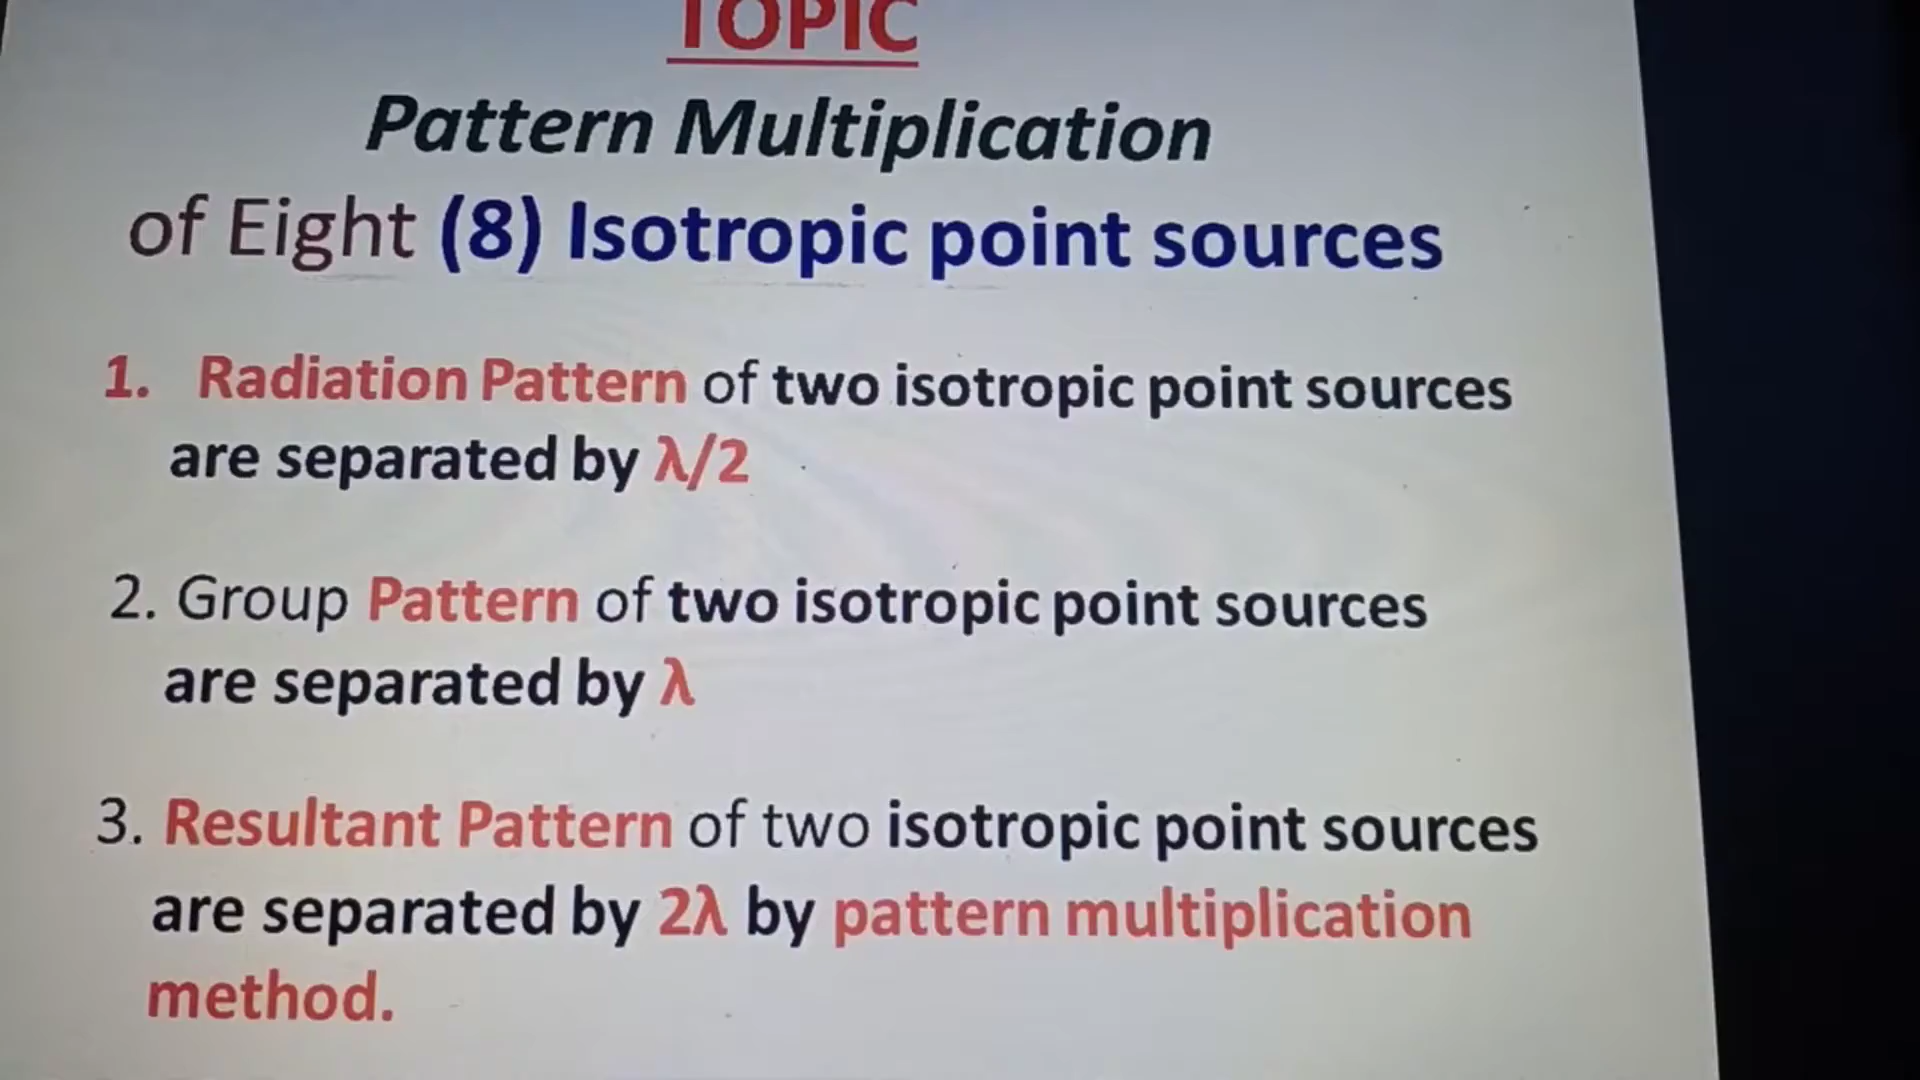 TOPIC
Pattern Multiplication
of Eight (8) Isotropic point sources
1. Radiation Pattern of two isotropic point sources
are separated by λ/2
2. Group Pattern of two isotropic point sources
are separated by λ
3. Resultant Pattern of two isotropic point sources
are separated by 2λ by pattern multiplication
method.